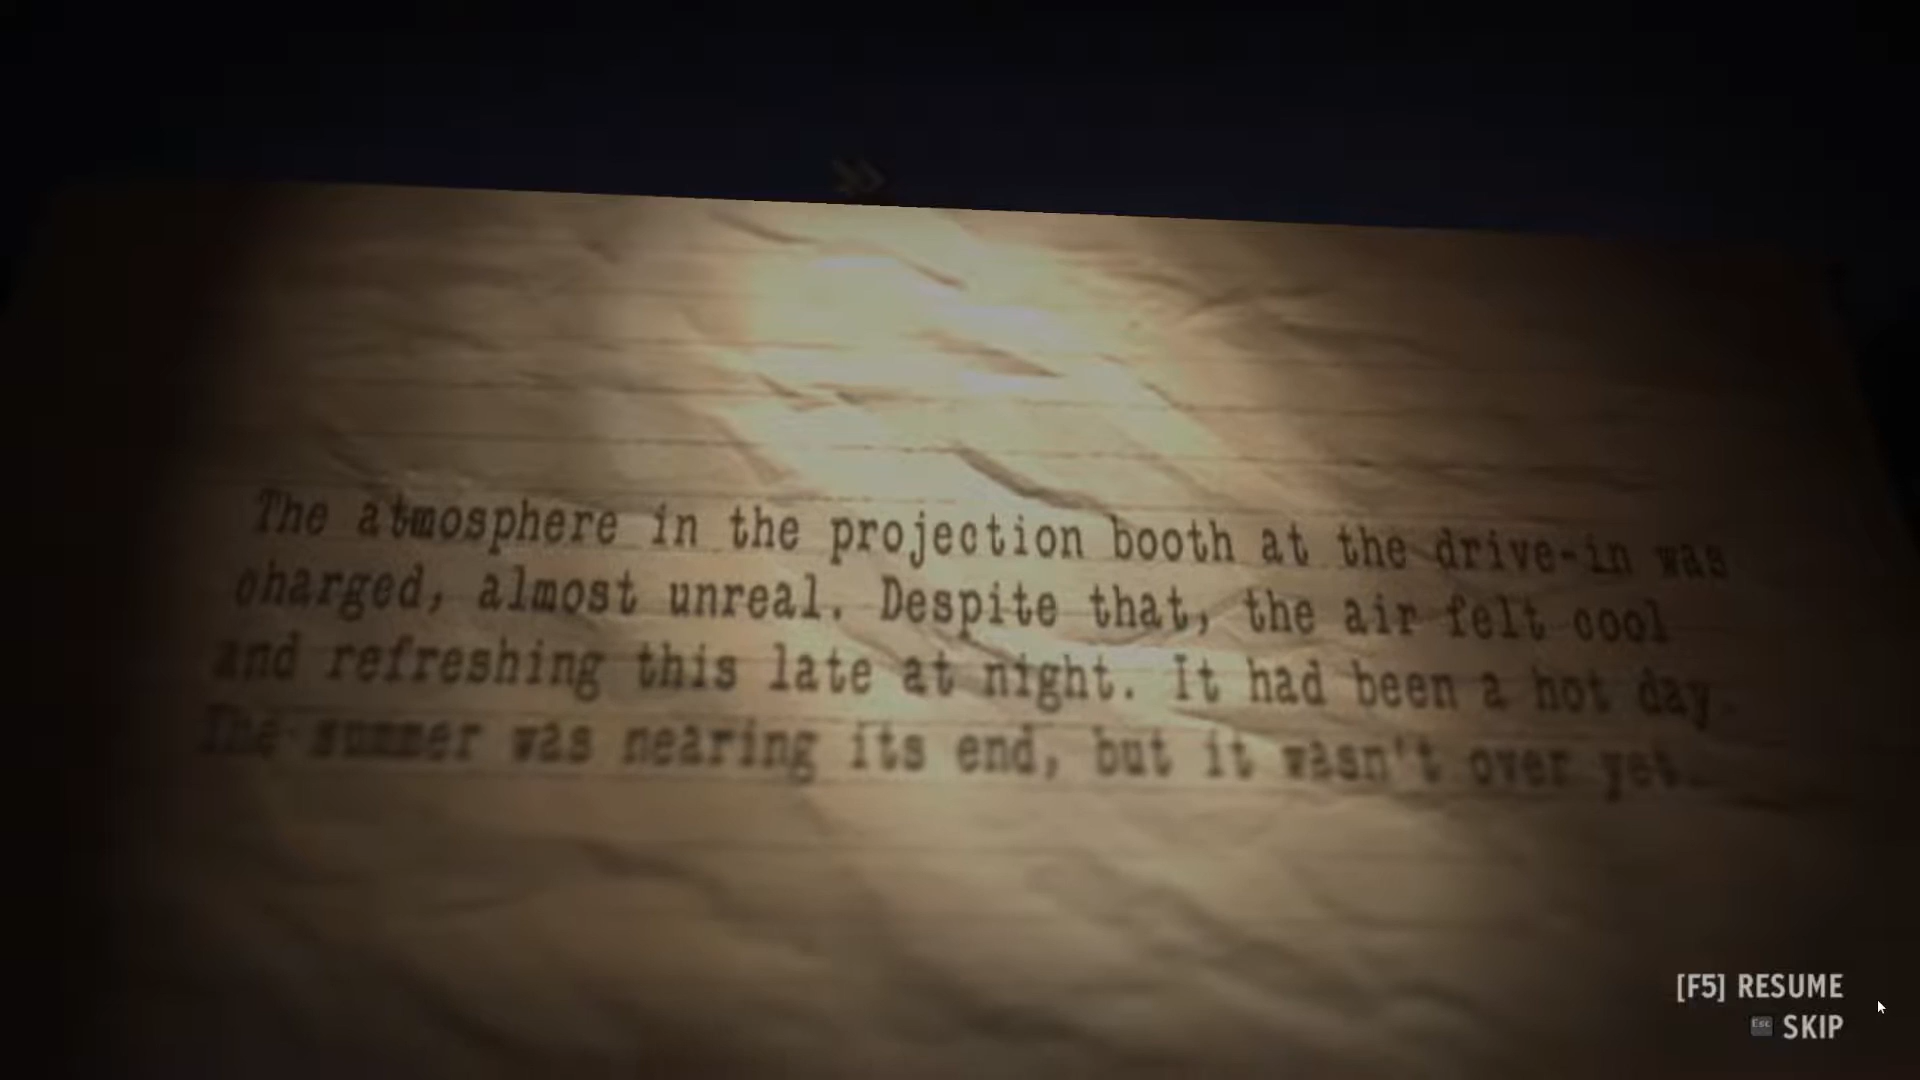 The atmosphere in the projection booth at the drive-in was
charged, almost unreal. Despite that, the air felt cool
and refreshing this late at night. It had been a hot day.
The summer was nearing its end, but it wasn't over yet.
[F5] RESUME
Esc SKIP